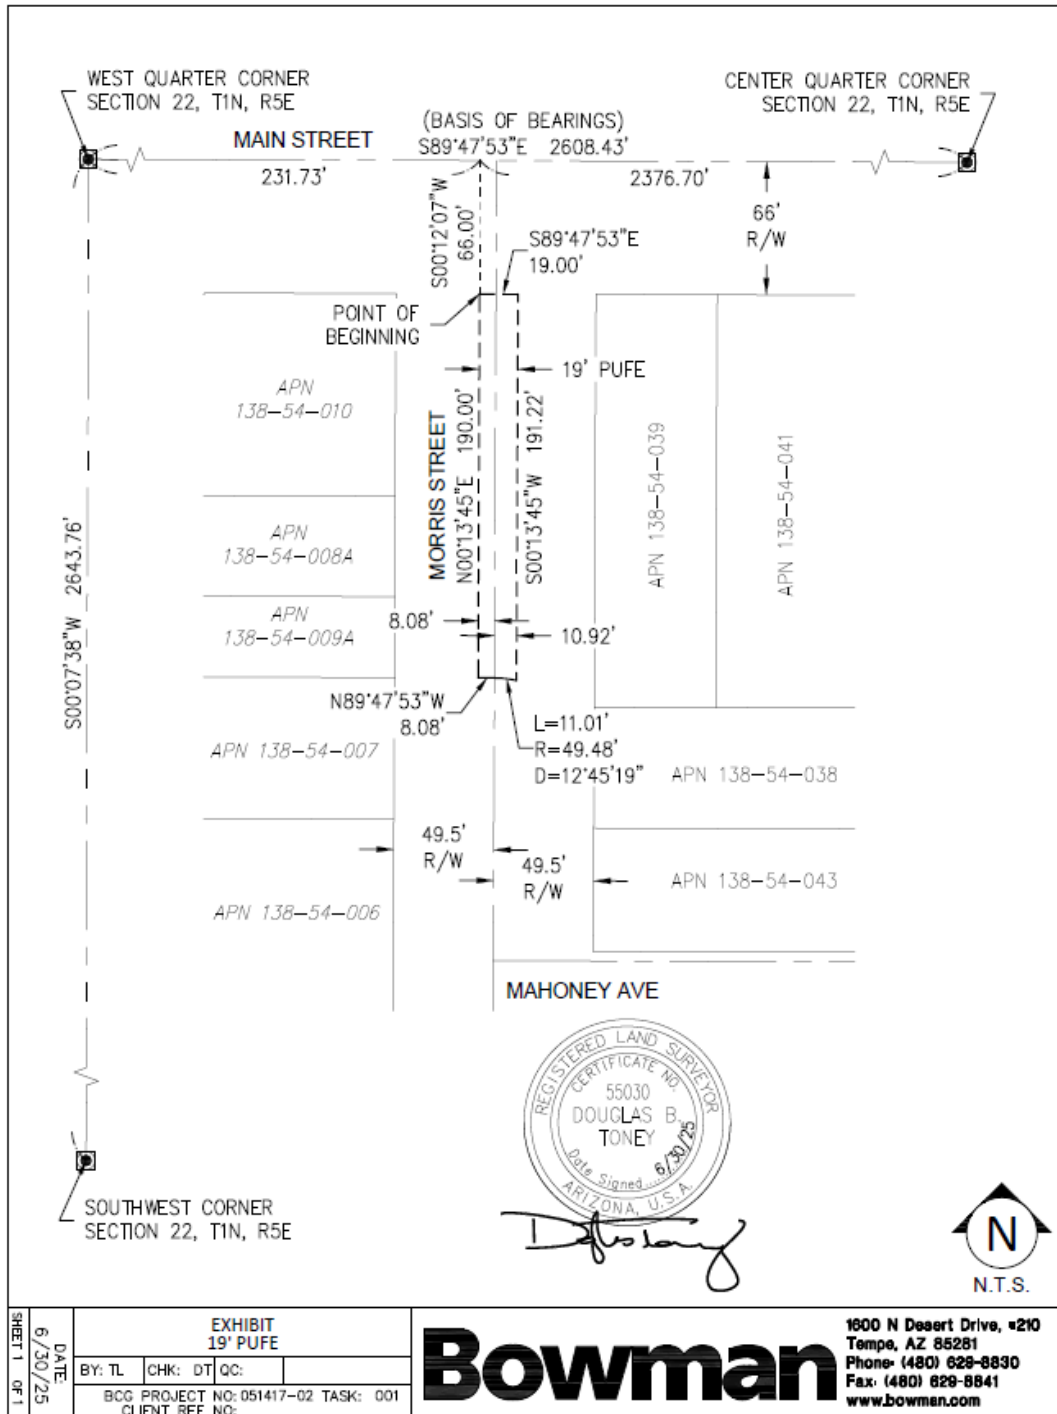 WEST QUARTER CORNER
SECTION 22, T1N, R5E
CENTER QUARTER CORNER
SECTION 22, T1N, R5E
(BASIS OF BEARINGS)
MAIN STREET
S89°47'53"E 2608.43'
231.73'
2376.70'
S00°12'07"W
66.00'
66'
R/W
S89°47'53"E
19.00'
POINT OF
BEGINNING
19' PUFE
APN
138-54-010
MORRIS STREET
N00°13'45"E 190.00'
S00°13'45"W 191.22'
APN 138-54-039
APN 138-54-041
APN
138-54-008A
S00°07'38"W 2643.76'
APN
138-54-009A
8.08'
10.92'
N89°47'53"W
8.08'
L=11.01'
R=49.48'
D=12°45'19"
APN 138-54-007
APN 138-54-038
49.5'
R/W
49.5'
R/W
APN 138-54-043
APN 138-54-006
MAHONEY AVE
REGISTERED LAND SURVEYOR
CERTIFICATE NO.
55030
DOUGLAS B.
TONEY
Date Signed 6/30/25
ARIZONA, U.S.A.
SOUTHWEST CORNER
SECTION 22, T1N, R5E
N
N.T.S.
SHEET 1 OF 1
DATE:
6/30/25
EXHIBIT
19' PUFE
BY: TL CHK: DT QC:
BCG PROJECT NO: 051417-02 TASK: 001
CLIENT REF NO:
Bowman
1600 N Desert Drive, #210
Tempe, AZ 85281
Phone: (480) 629-8830
Fax: (480) 629-8841
www.bowman.com